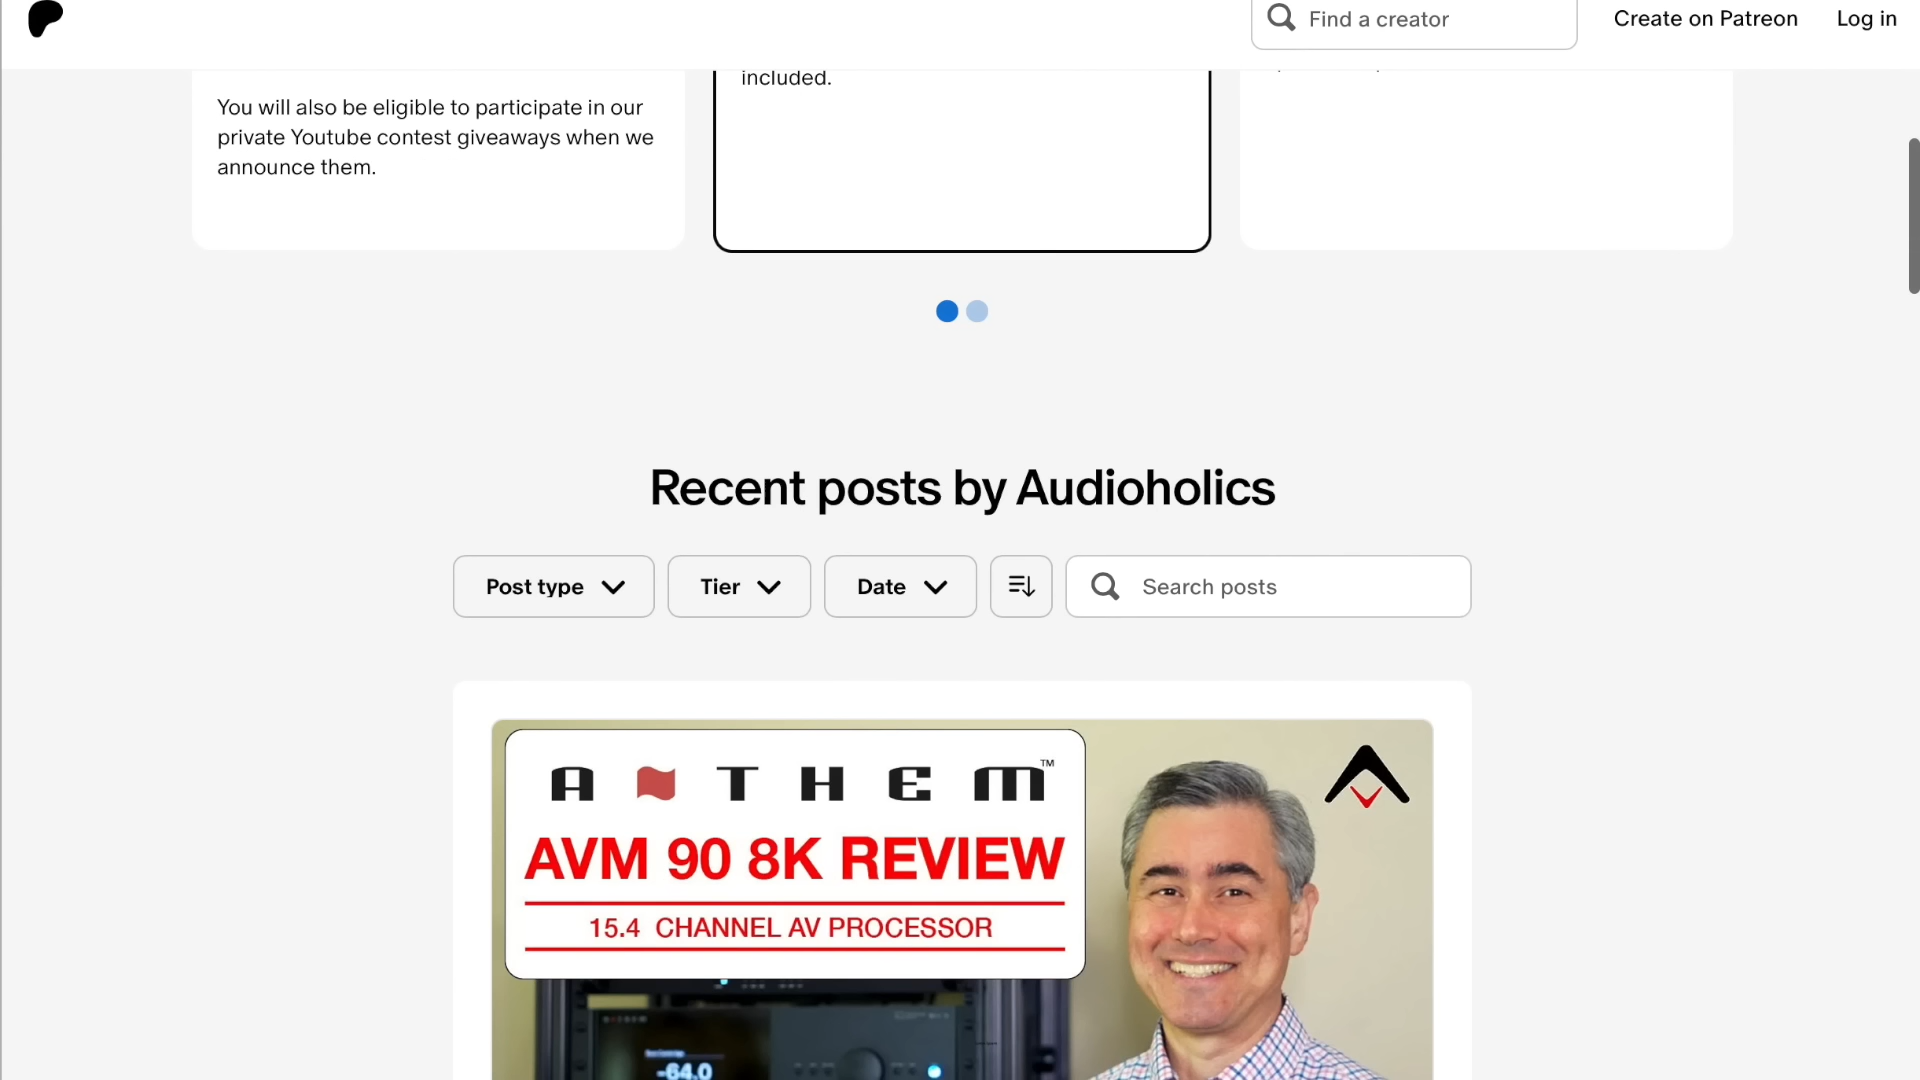 Find a creator
Create on Patreon
Log in
included.
You will also be eligible to participate in our
private Youtube contest giveaways when we
announce them.
Recent posts by Audioholics
Post type
Tier
Date
Search posts
ANTHEM™
AVM 90 8K REVIEW
15.4 CHANNEL AV PROCESSOR
-64.0